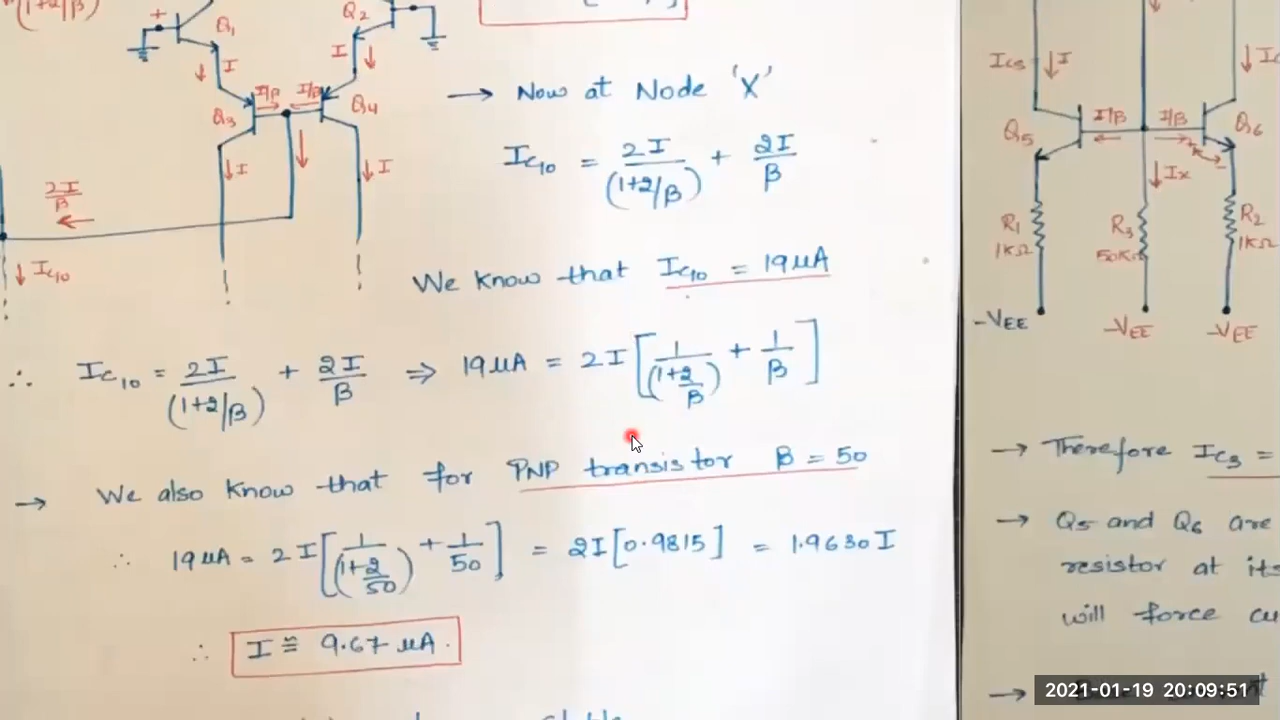 (1+2/β)
+
Q1
Q2
I
I
I/β
I/β
Q3
Q4
I
I
2I/β
IC10
→ Now at Node 'X'
IC10 = 2I/(1+2/β) + 2I/β
We know that IC10 = 19μA
∴ IC10 = 2I/(1+2/β) + 2I/β ⇒ 19μA = 2I[1/(1+2/β) + 1/β]
→ We also know that for PNP transistor β = 50
∴ 19μA = 2I[1/(1+2/50) + 1/50] = 2I[0.9815] = 1.9630I
∴ I ≅ 9.67 μA.
IC5
I
Q5
I/β
I/β
Q6
Ix
R1
1KΩ
R3
50KΩ
R2
1KΩ
-VEE
-VEE
-VEE
→ Therefore IC3 =
→ Q5 and Q6 are
resistor at its
will force
→
2021-01-19 20:09:51